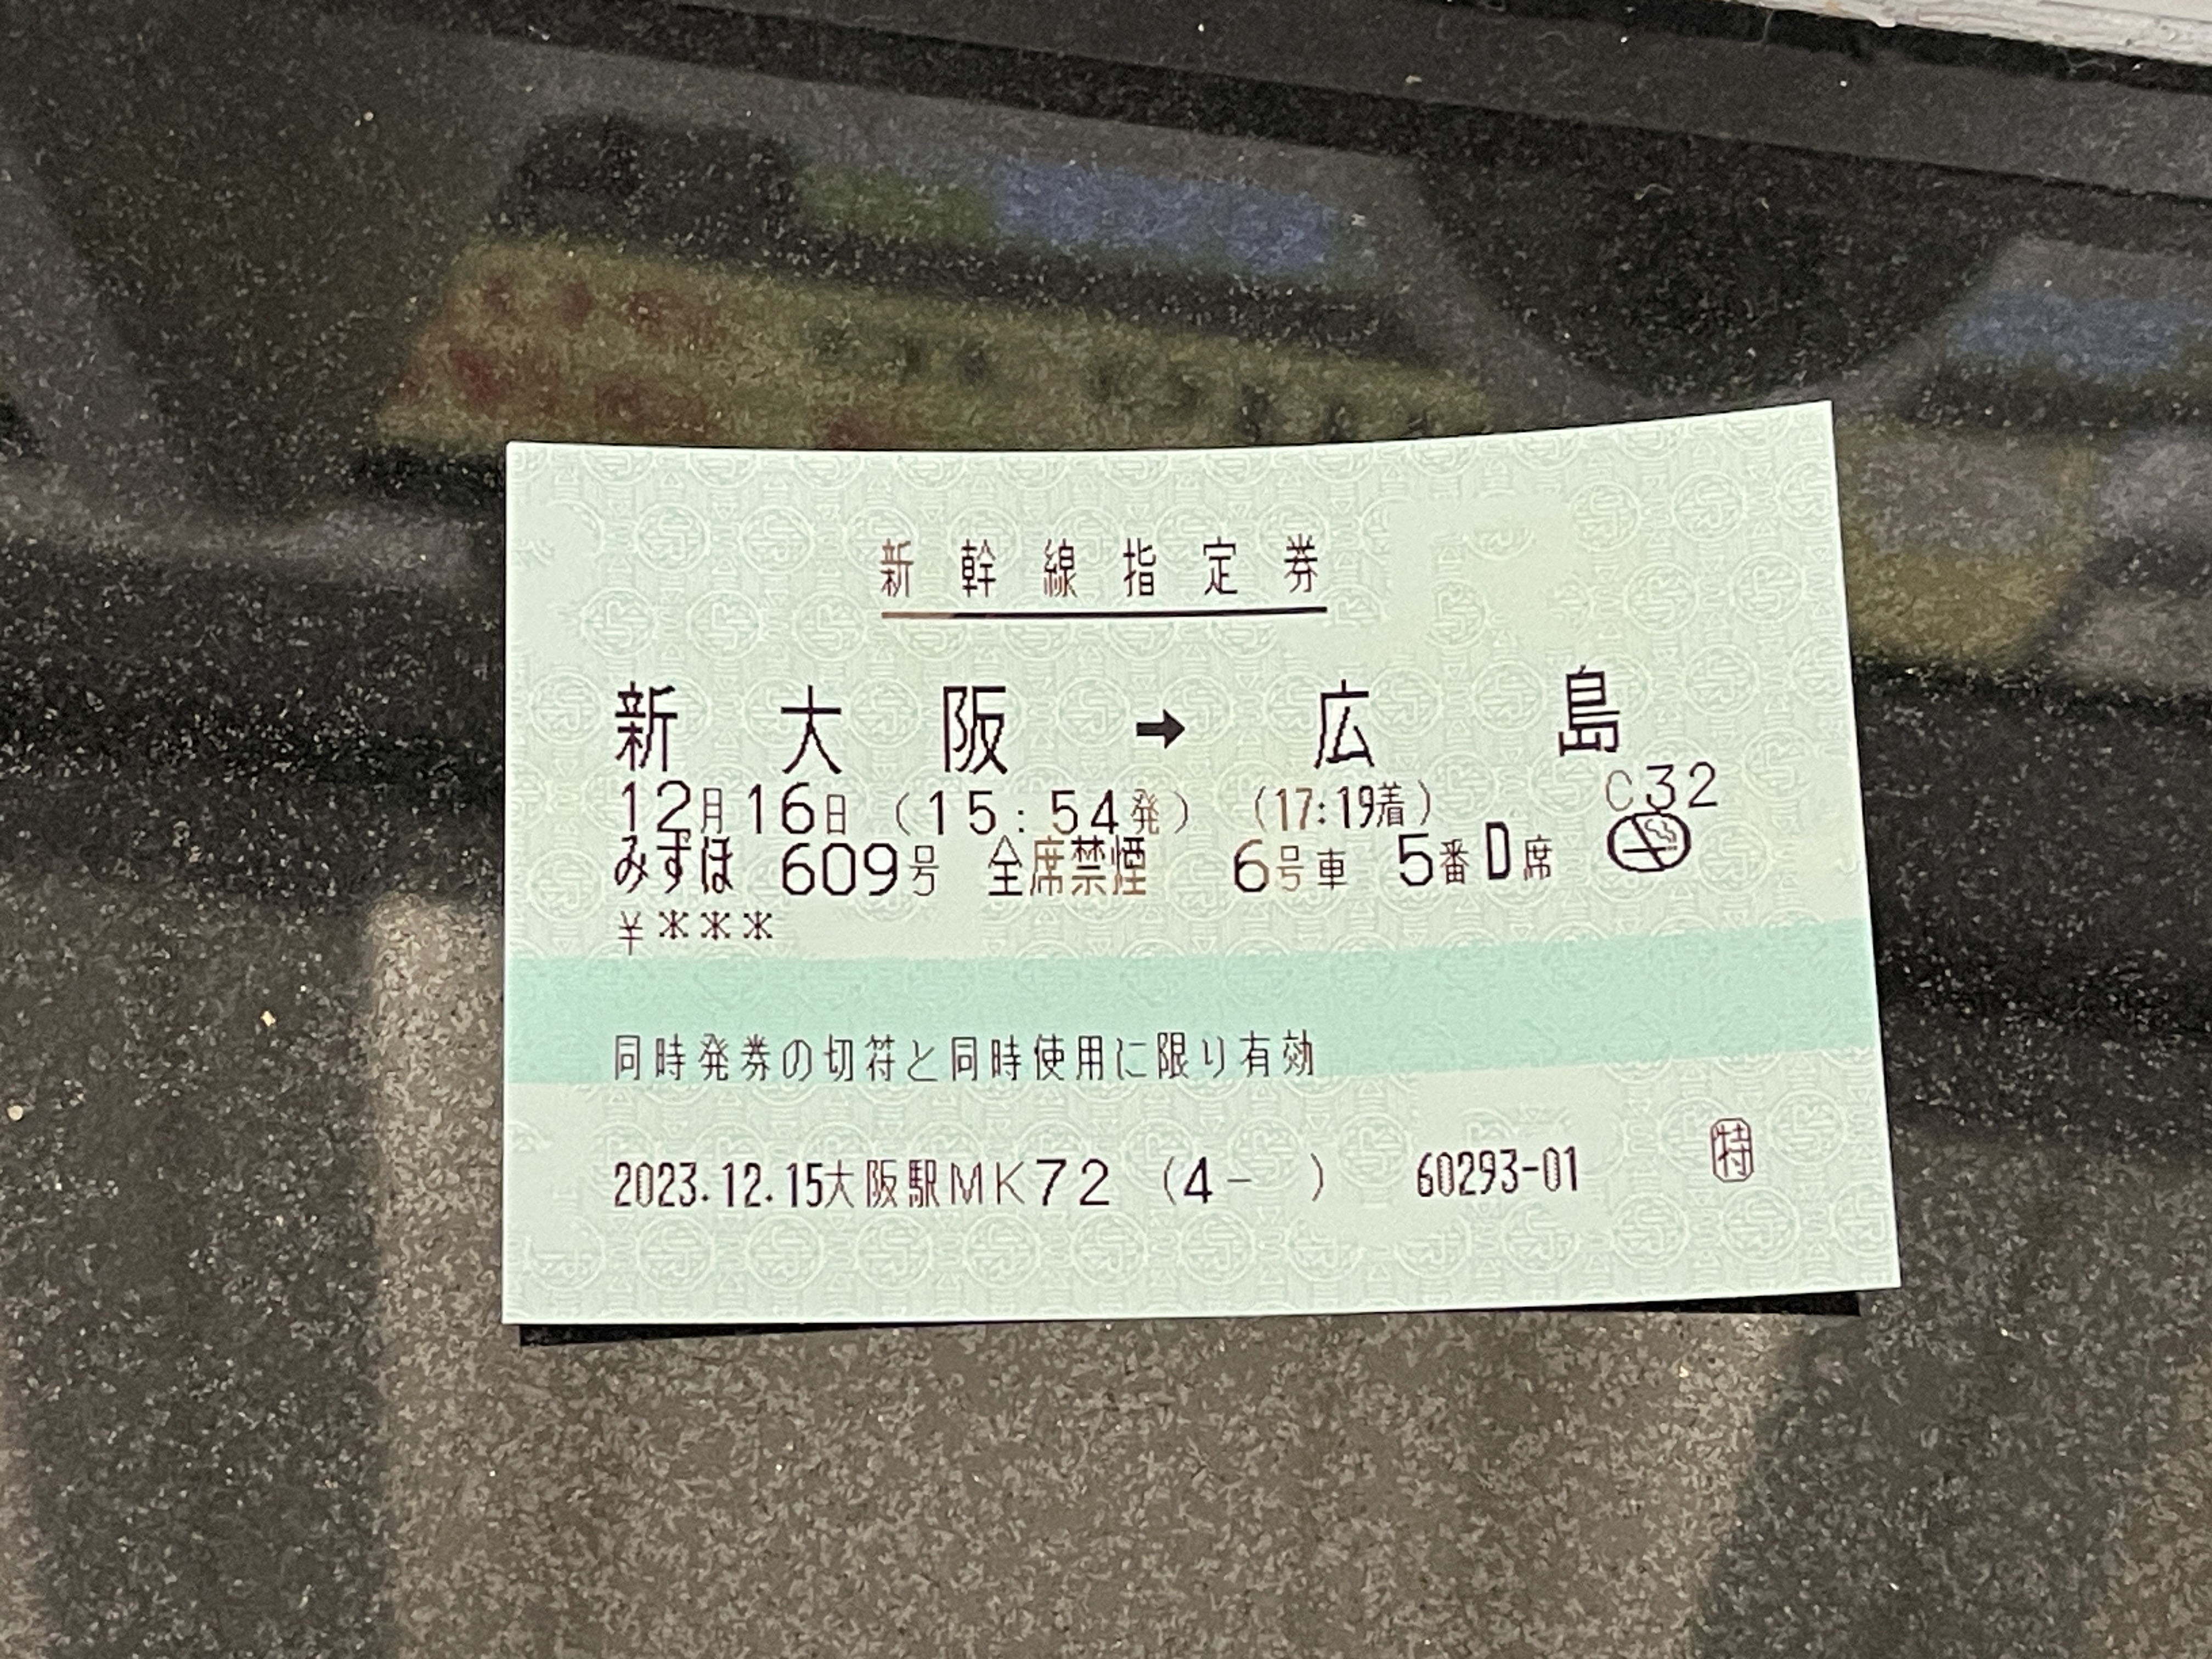 新幹線指定券
新大阪➡広島
12月16日(15:54発)(17:19着) C32
みずほ 609号 全席禁煙 6号車 5番D席
¥***
同時発券の切符と同時使用に限り有効
2023.12.15大阪駅MK72 (4- ) 60293-01 特